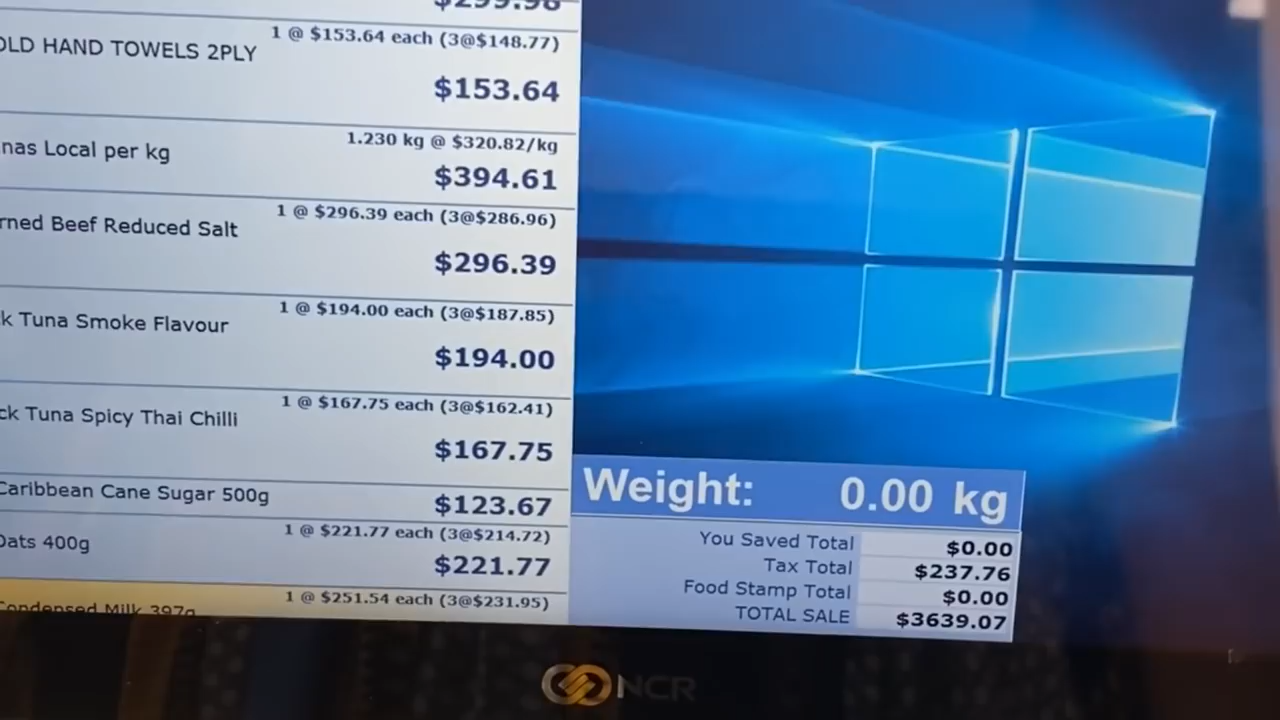 $299.96
1 @ $153.64 each (3@$148.77)
OLD HAND TOWELS 2PLY
$153.64
1.230 kg @ $320.82/kg
nas Local per kg
$394.61
1 @ $296.39 each (3@$286.96)
rned Beef Reduced Salt
$296.39
1 @ $194.00 each (3@$187.85)
k Tuna Smoke Flavour
$194.00
1 @ $167.75 each (3@$162.41)
ck Tuna Spicy Thai Chilli
$167.75
Caribbean Cane Sugar 500g
$123.67
1 @ $221.77 each (3@$214.72)
Oats 400g
$221.77
1 @ $251.54 each (3@$231.95)
Condensed Milk 397g
Weight: 0.00 kg
You Saved Total $0.00
Tax Total $237.76
Food Stamp Total $0.00
TOTAL SALE $3639.07
NCR